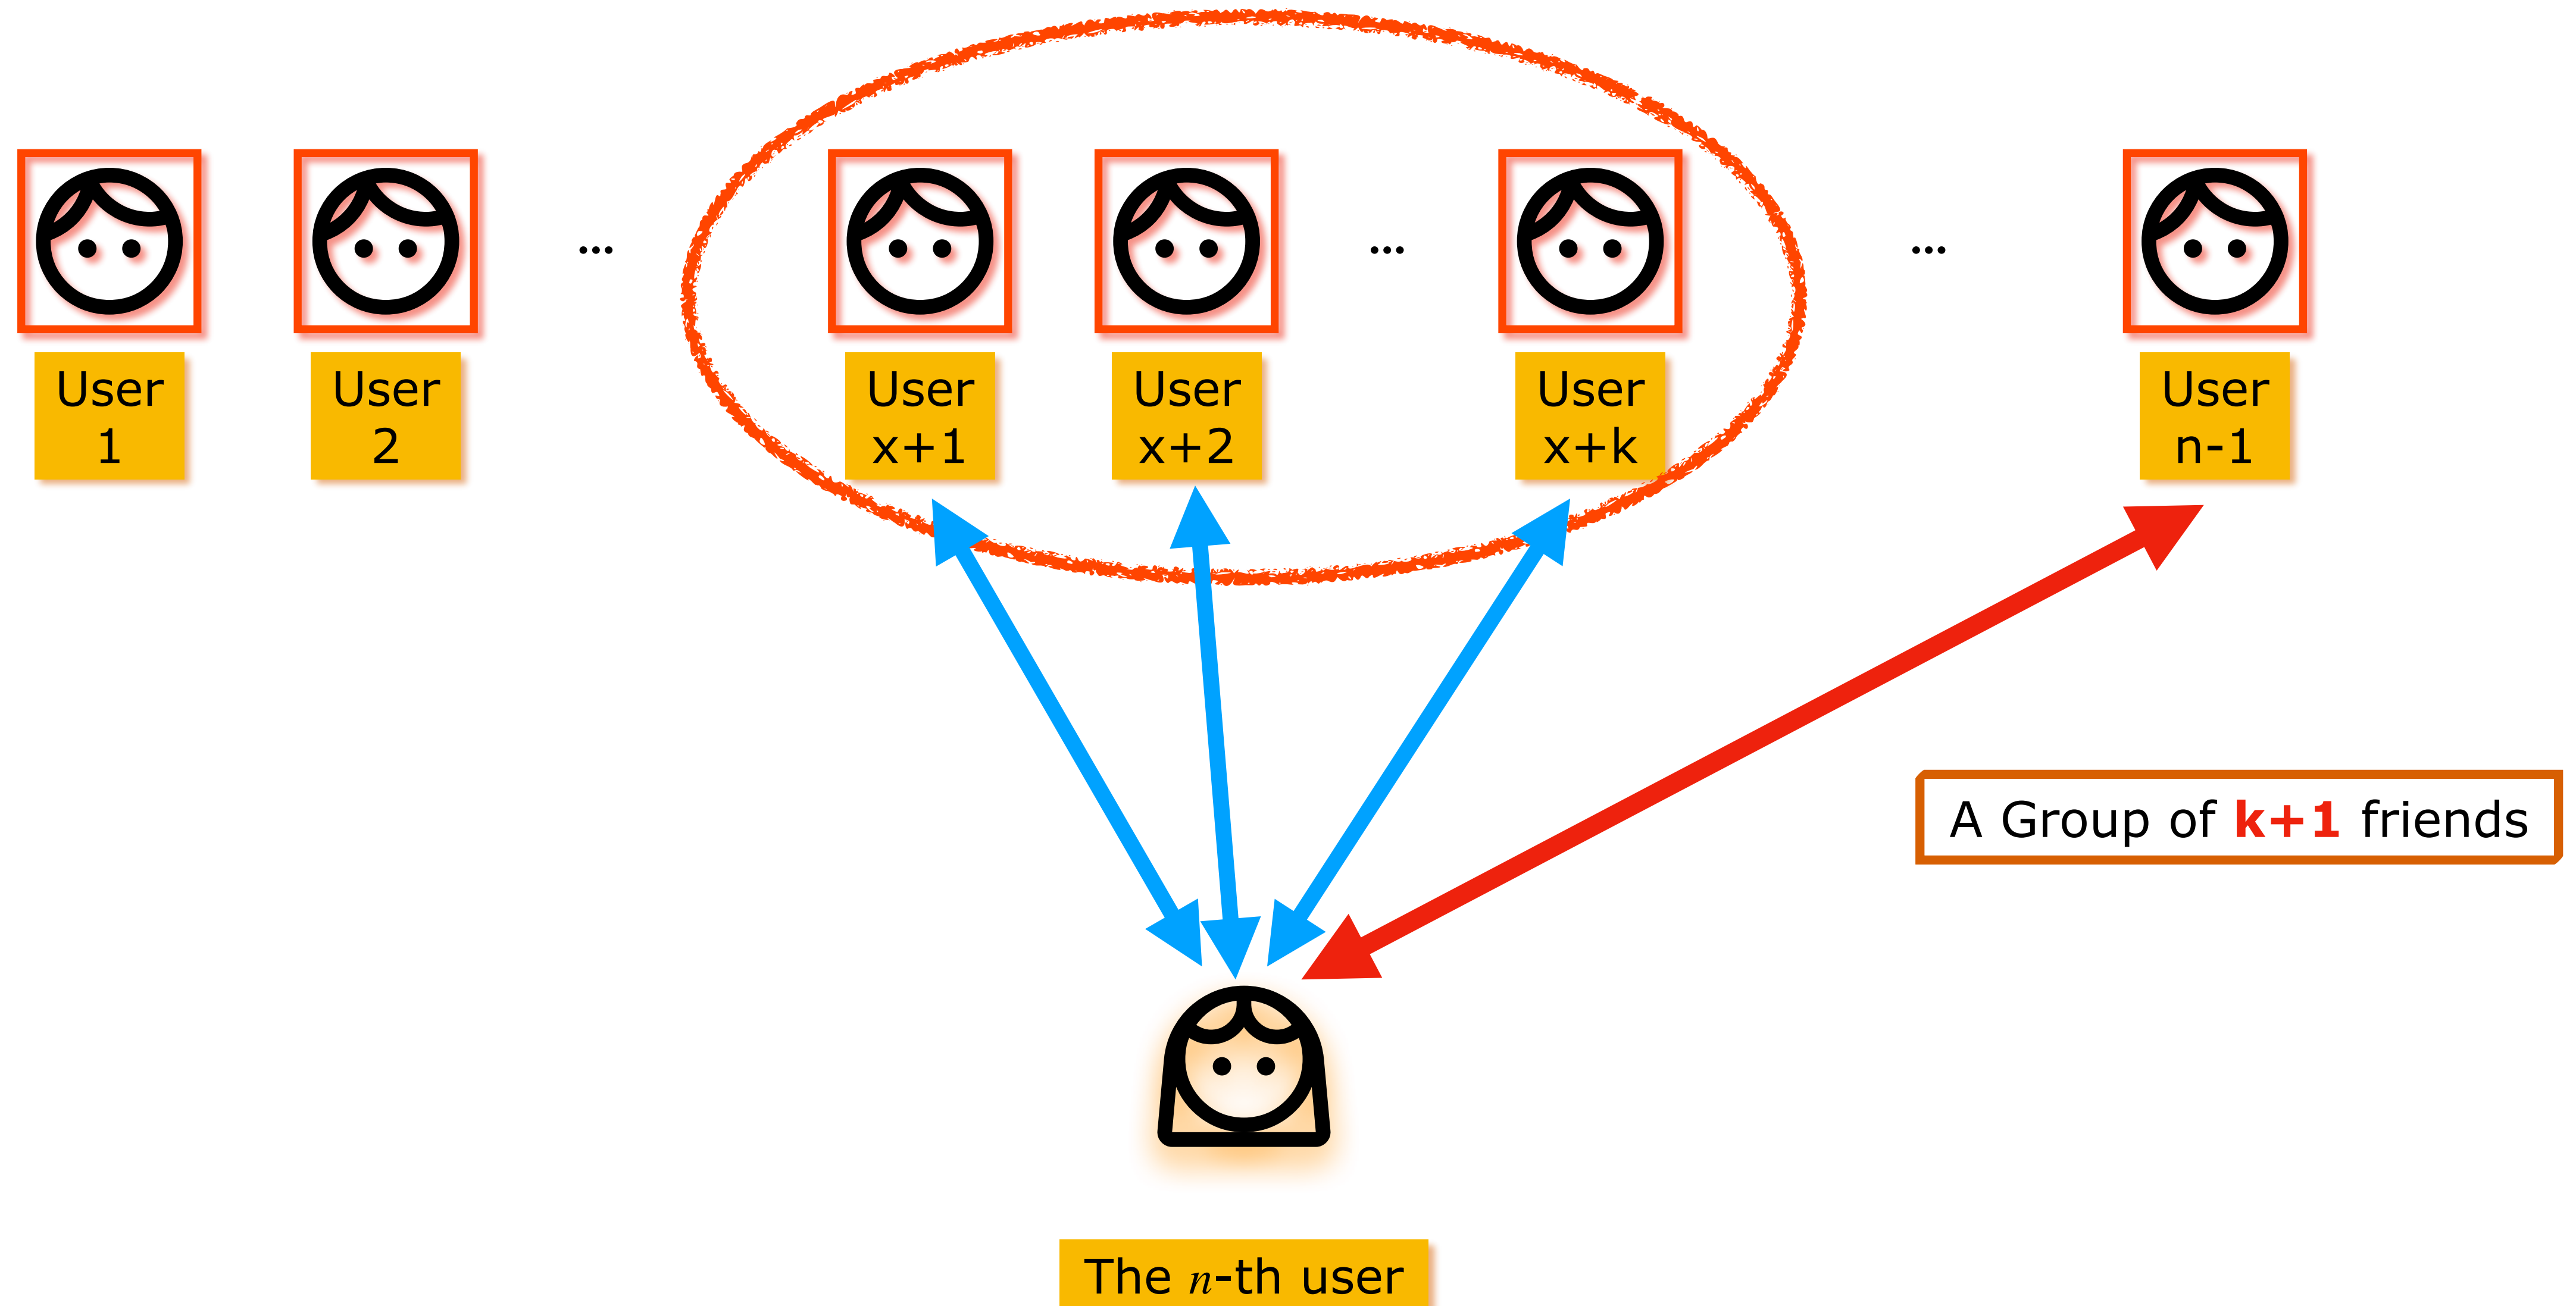 ...
...
...
User
1
User
2
User
x+1
User
x+2
User
x+k
User
n-1
A Group of k+1 friends
The n-th user